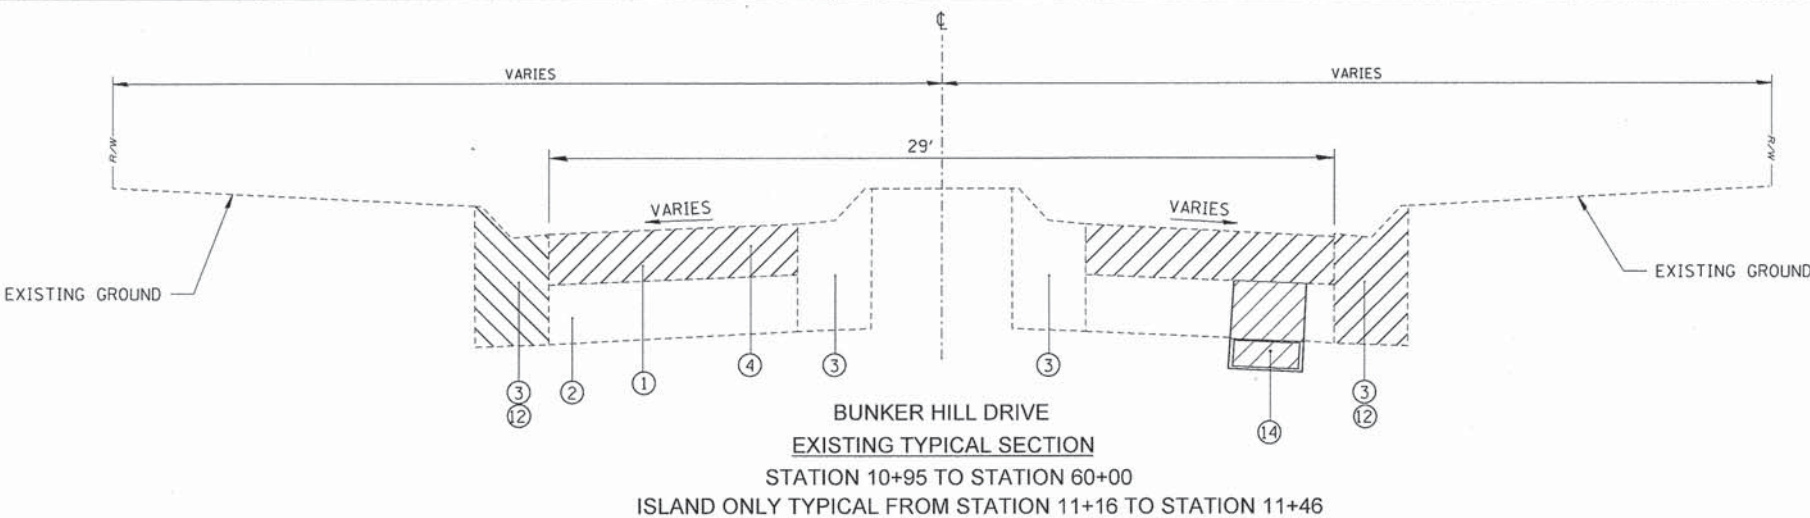 ℄
VARIES VARIES
R/W R/W
29'
VARIES VARIES
EXISTING GROUND EXISTING GROUND
3 2 1 4 3 3 14 3
12 12
BUNKER HILL DRIVE
EXISTING TYPICAL SECTION
STATION 10+95 TO STATION 60+00
ISLAND ONLY TYPICAL FROM STATION 11+16 TO STATION 11+46